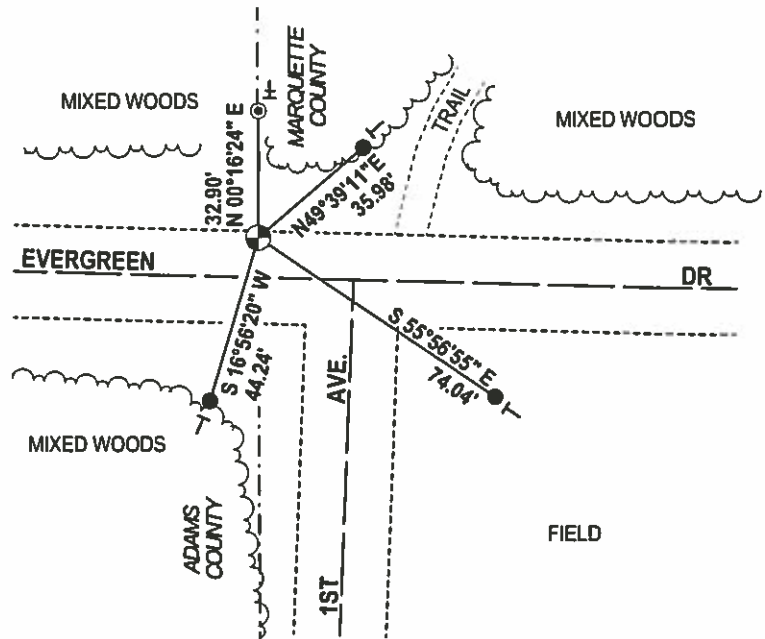 MIXED WOODS
MARQUETTE
COUNTY
TRAIL
MIXED WOODS
32.90'
N 00°16'24" E
N49°39'11"E
35.98'
EVERGREEN
DR
S 16°56'20" W
44.24'
S 55°56'55" E
74.04'
AVE.
MIXED WOODS
ADAMS
COUNTY
FIELD
1ST